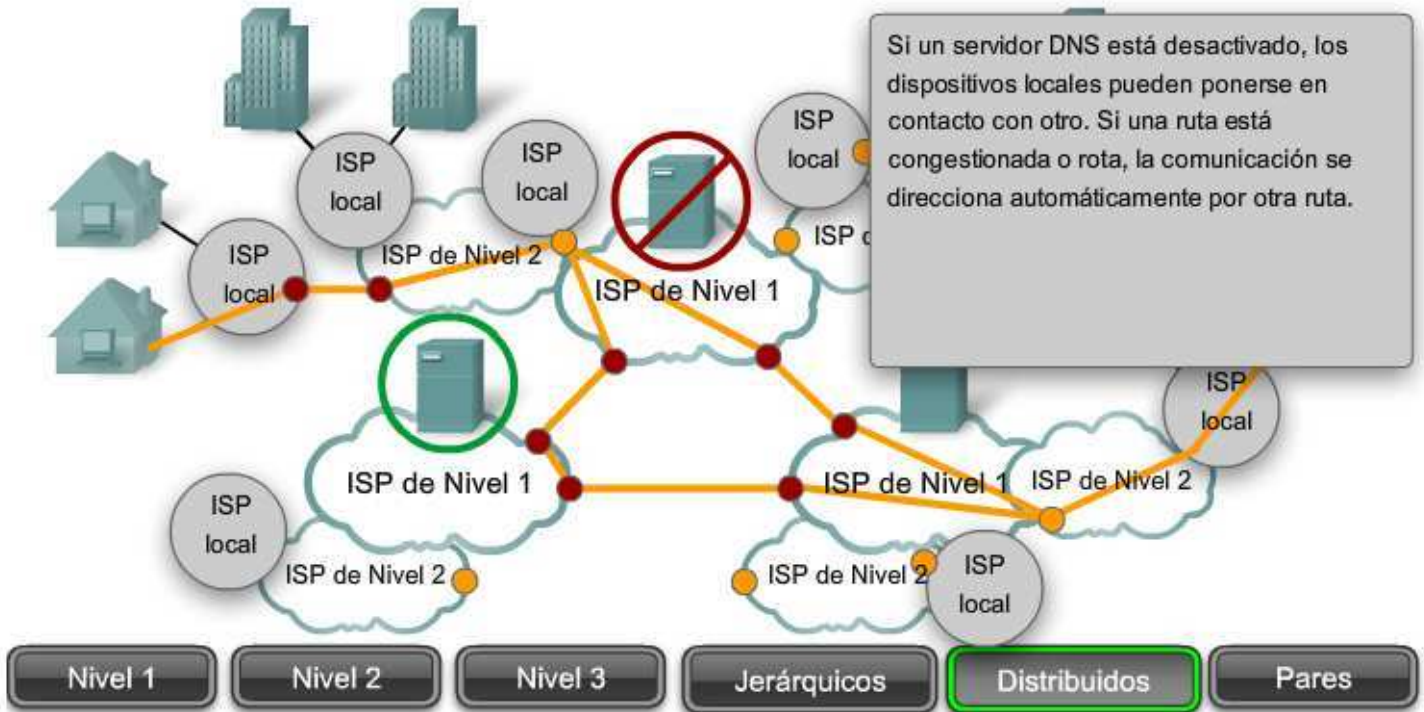 Si un servidor DNS está desactivado, los
dispositivos locales pueden ponerse en
contacto con otro. Si una ruta está
congestionada o rota, la comunicación se
direcciona automáticamente por otra ruta.
ISP
local
ISP
local
ISP
local
ISP
local
ISP de Nivel 2
ISP de Nivel 1
ISP
ISP
local
ISP de Nivel 1
ISP de Nivel 1
ISP de Nivel 2
ISP
local
ISP de Nivel 2
ISP de Nivel 2
ISP
local
Nivel 1
Nivel 2
Nivel 3
Jerárquicos
Distribuidos
Pares